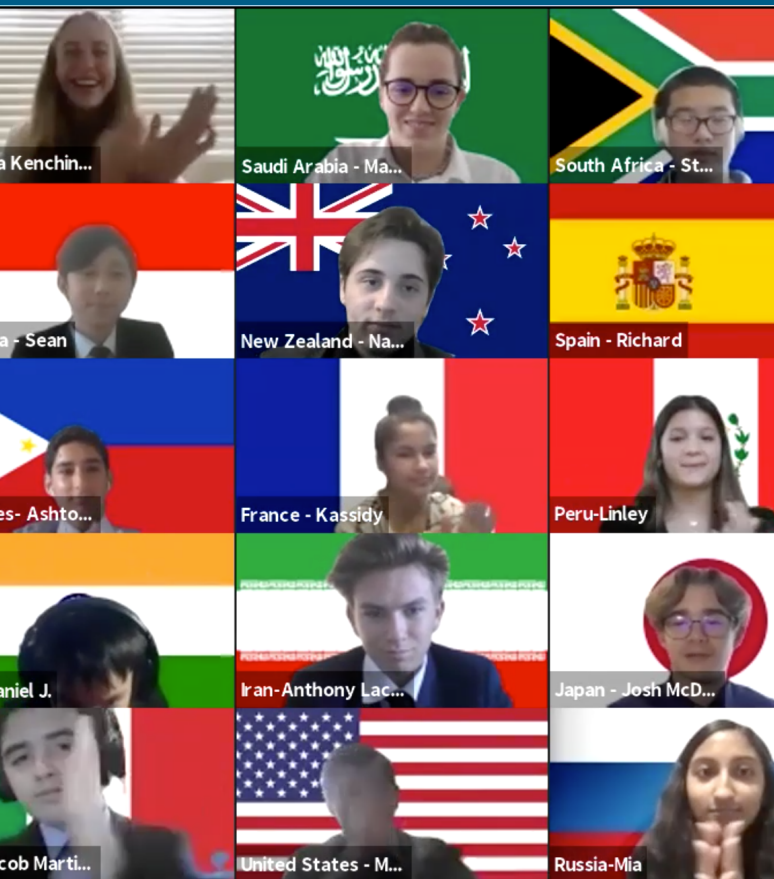 a Kenchin...
Saudi Arabia - Ma...
South Africa - St...
a - Sean
New Zealand - Na...
Spain - Richard
es- Ashto...
France - Kassidy
Peru-Linley
aniel J.
Iran-Anthony Lac...
Japan - Josh McD...
cob Marti...
United States - M...
Russia-Mia